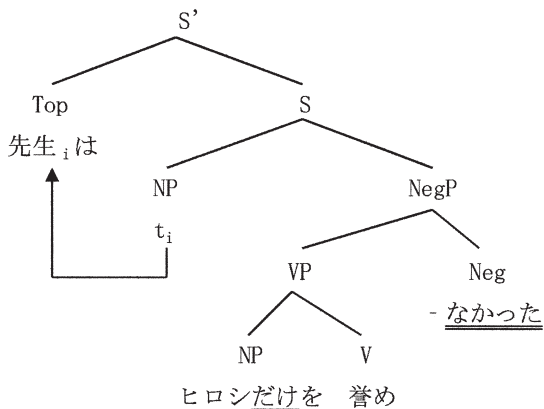 S’
Top S
先生iは
NP NegP
ti
VP Neg
-なかった
NP V
ヒロシだけを 誉め